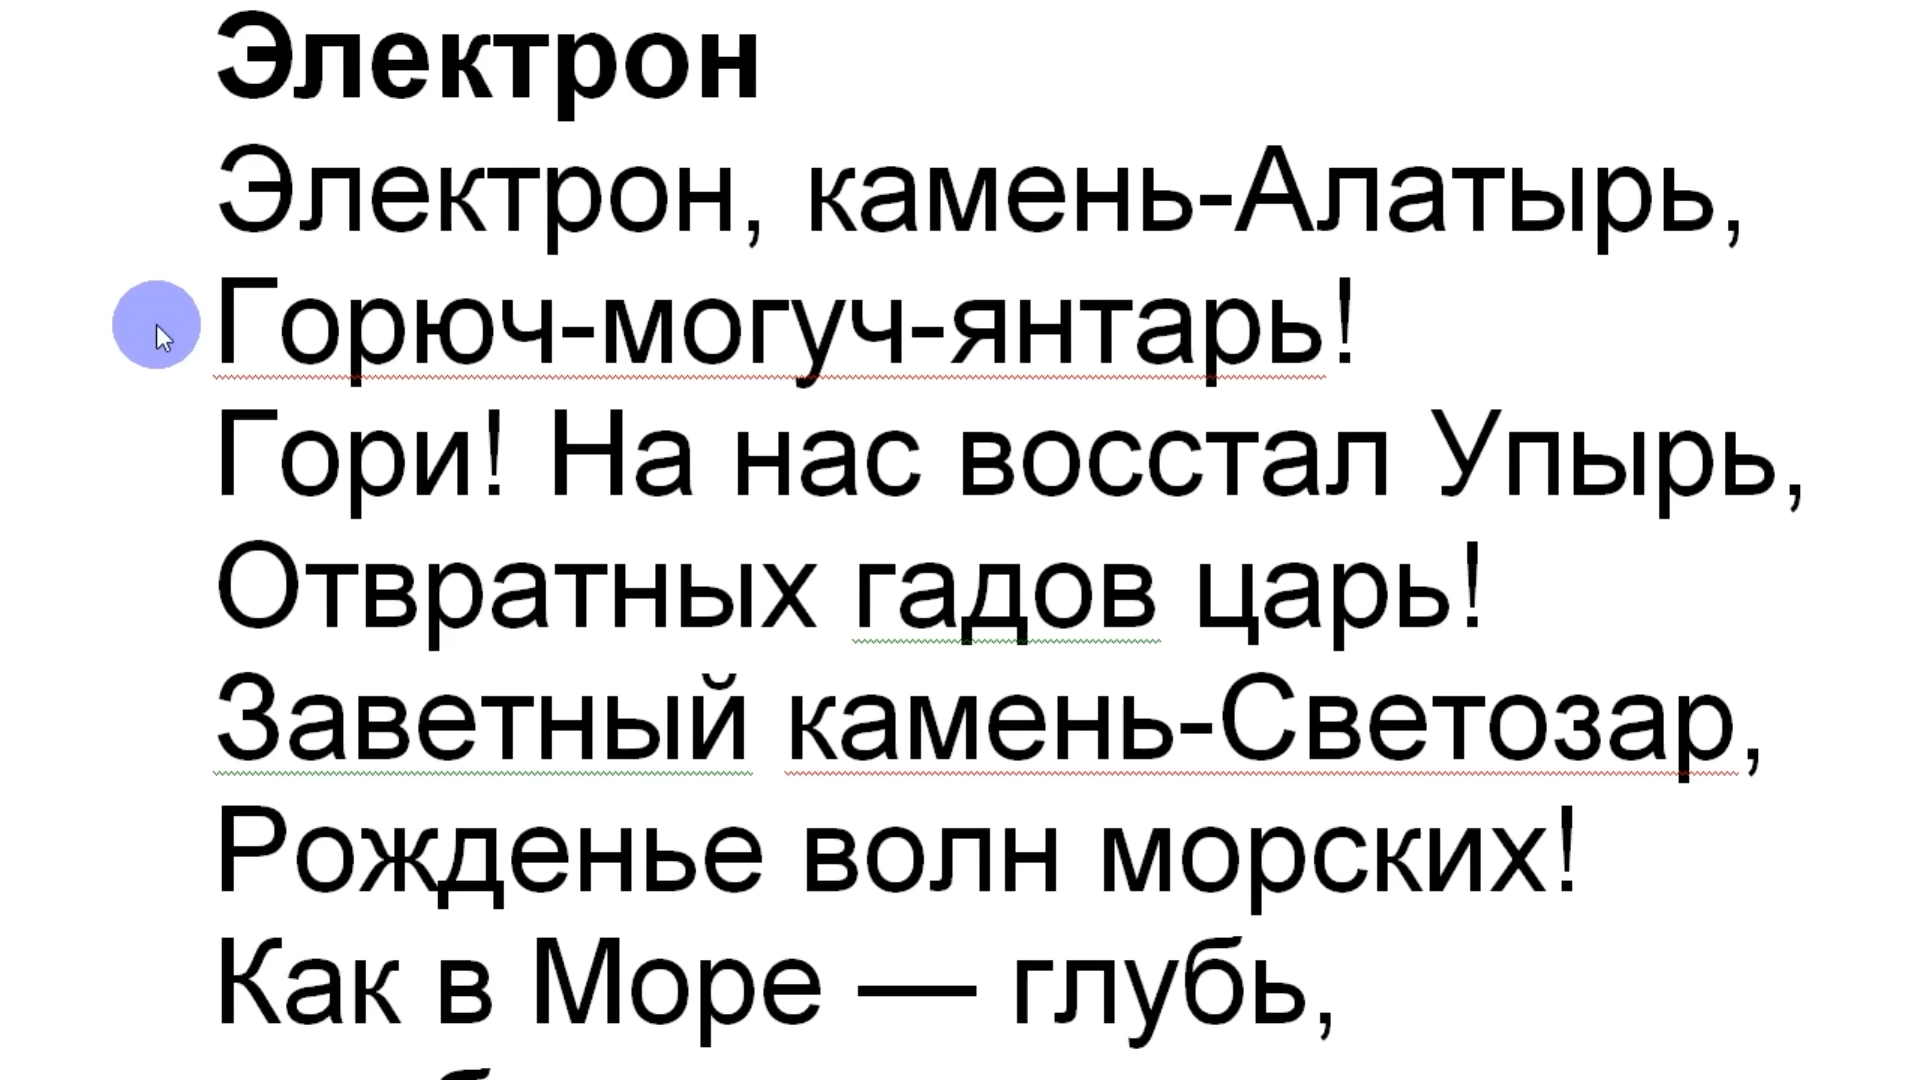 Электрон
Электрон, камень-Алатырь,
Горюч-могуч-янтарь!
Гори! На нас восстал Упырь,
Отвратных гадов царь!
Заветный камень-Светозар,
Рожденье волн морских!
Как в Море — глубь,